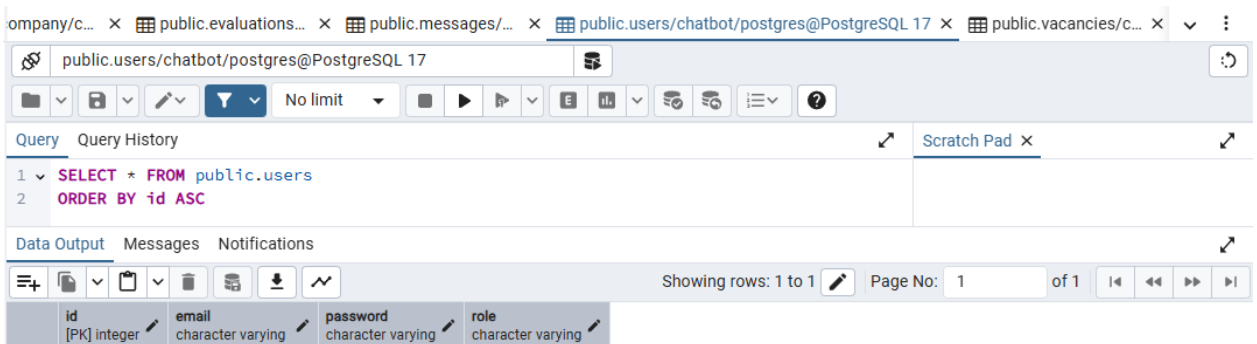 ompany/c...
public.evaluations...
public.messages/...
public.users/chatbot/postgres@PostgreSQL 17
public.vacancies/c...
public.users/chatbot/postgres@PostgreSQL 17
No limit
E
Query
Query History
Scratch Pad
1 SELECT * FROM public.users
2 ORDER BY id ASC
Data Output
Messages
Notifications
Showing rows: 1 to 1
Page No: 1
of 1
id
[PK] integer
email
character varying
password
character varying
role
character varying